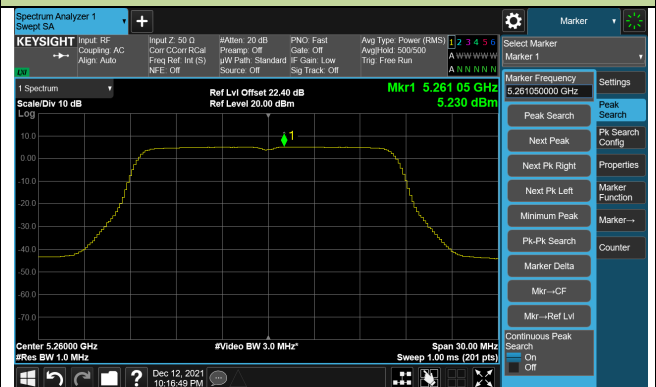 Spectrum Analyzer 1
Swept SA
Marker
KEYSIGHT
Input: RF
Coupling: AC
Align: Auto
Input Z: 50 Ω
Corr CCorr RCal
Freq Ref: Int (S)
NFE: Off
#Atten: 20 dB
Preamp: Off
µW Path: Standard
Source: Off
PNO: Fast
Gate: Off
IF Gain: Low
Sig Track: Off
Avg Type: Power (RMS)
Avg|Hold: 500/500
Trig: Free Run
1 2 3 4 5 6
A W W W W W
A N N N N N
LXI
Select Marker
Marker 1
1 Spectrum
Scale/Div 10 dB
Ref Lvl Offset 22.40 dB
Ref Level 20.00 dBm
Mkr1 5.261 05 GHz
5.230 dBm
Log
10.0
0.00
-10.0
-20.0
-30.0
-40.0
-50.0
-60.0
-70.0
1
Center 5.26000 GHz
#Res BW 1.0 MHz
#Video BW 3.0 MHz*
Span 30.00 MHz
Sweep 1.00 ms (201 pts)
Marker Frequency
5.261050000 GHz
Peak Search
Next Peak
Next Pk Right
Next Pk Left
Minimum Peak
Pk-Pk Search
Marker Delta
Mkr→CF
Mkr→Ref Lvl
Continuous Peak
Search
On
Off
Settings
Peak
Search
Pk Search
Config
Properties
Marker
Function
Marker→
Counter
?
Dec 12, 2021
10:16:49 PM